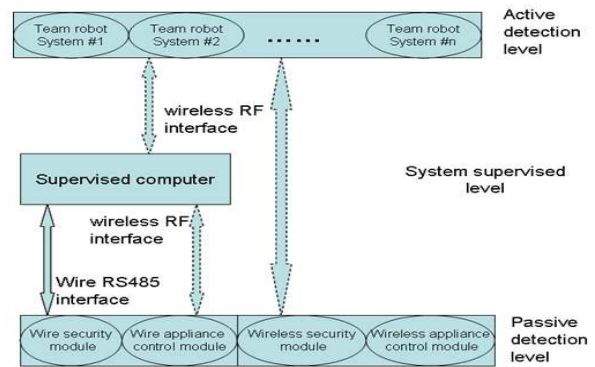 Team robot
System #1
Team robot
System #2
......
Team robot
System #n
Active
detection
level
wireless RF
interface
Supervised computer
System supervised
level
wireless RF
interface
Wire RS485
interface
Wire security
module
Wire appliance
control module
Wireless security
module
Wireless appliance
control module
Passive
detection
level